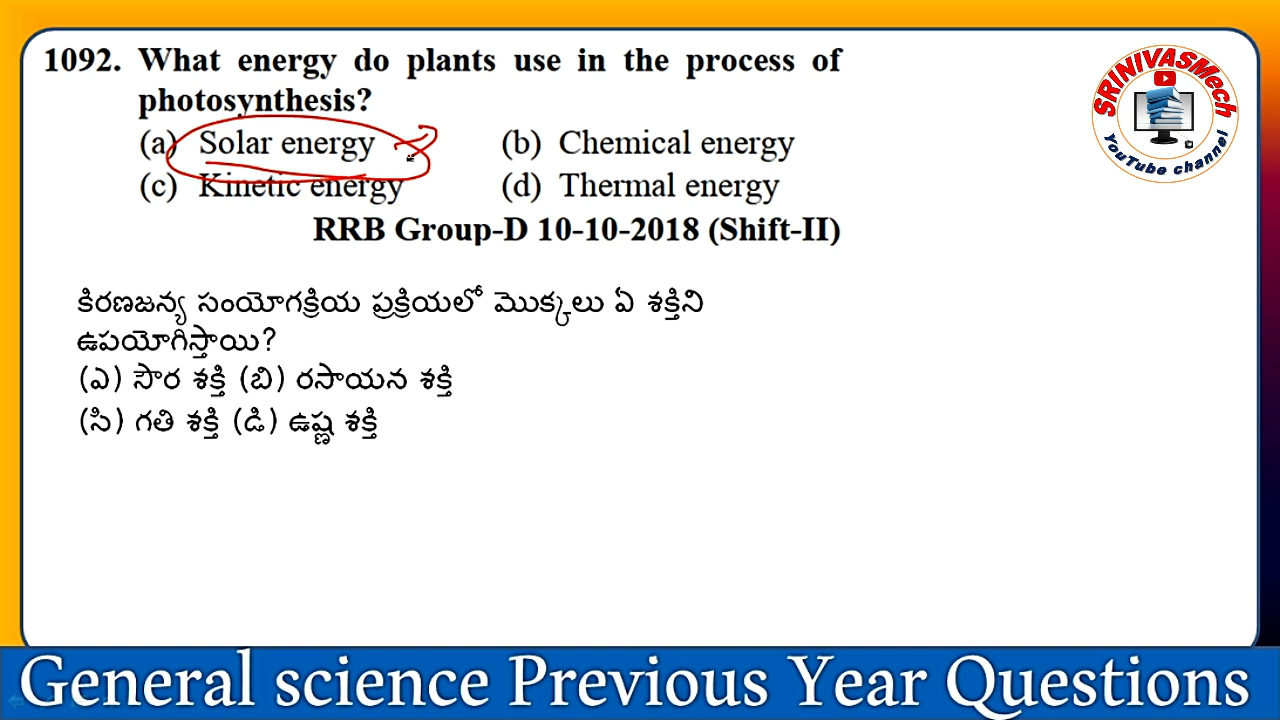 1092. What energy do plants use in the process of
photosynthesis?
(a) Solar energy (b) Chemical energy
(c) Kinetic energy (d) Thermal energy
RRB Group-D 10-10-2018 (Shift-II)
కిరణజన్య సంయోగక్రియ ప్రక్రియలో మొక్కలు ఏ శక్తిని
ఉపయోగిస్తాయి?
(ఎ) సౌర శక్తి (బి) రసాయన శక్తి
(సి) గతి శక్తి (డి) ఉష్ణ శక్తి
SRINIVASMech
YouTube channel
General science Previous Year Questions